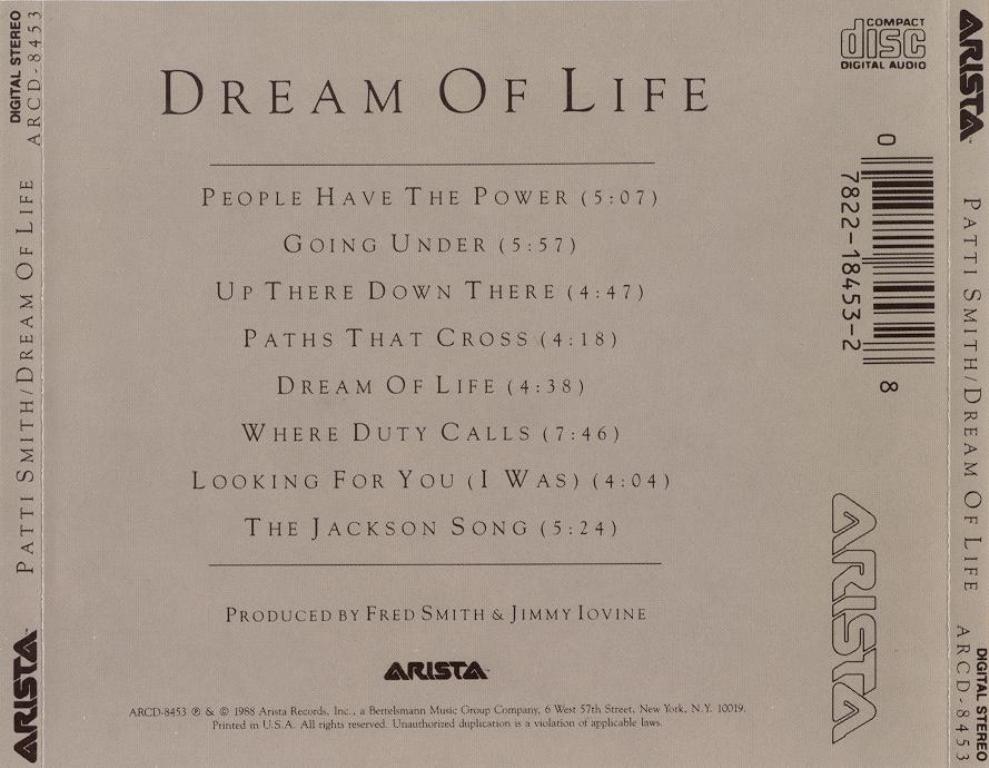 DIGITAL STEREO
ARCD-8453
PATTI SMITH/DREAM OF LIFE
ARISTA™
DREAM OF LIFE
PEOPLE HAVE THE POWER (5:07)
GOING UNDER (5:57)
UP THERE DOWN THERE (4:47)
PATHS THAT CROSS (4:18)
DREAM OF LIFE (4:38)
WHERE DUTY CALLS (7:46)
LOOKING FOR YOU (I WAS) (4:04)
THE JACKSON SONG (5:24)
PRODUCED BY FRED SMITH & JIMMY IOVINE
ARISTA™
ARCD-8453 ℗ & © 1988 Arista Records, Inc., a Bertelsmann Music Group Company, 6 West 57th Street, New York, N.Y. 10019.
Printed in U.S.A. All rights reserved. Unauthorized duplication is a violation of applicable laws.
COMPACT
disc
DIGITAL AUDIO
0
7822-18453-2
8
ARISTA
ARISTA™
PATTI SMITH/DREAM OF LIFE
ARCD-8453
DIGITAL STEREO